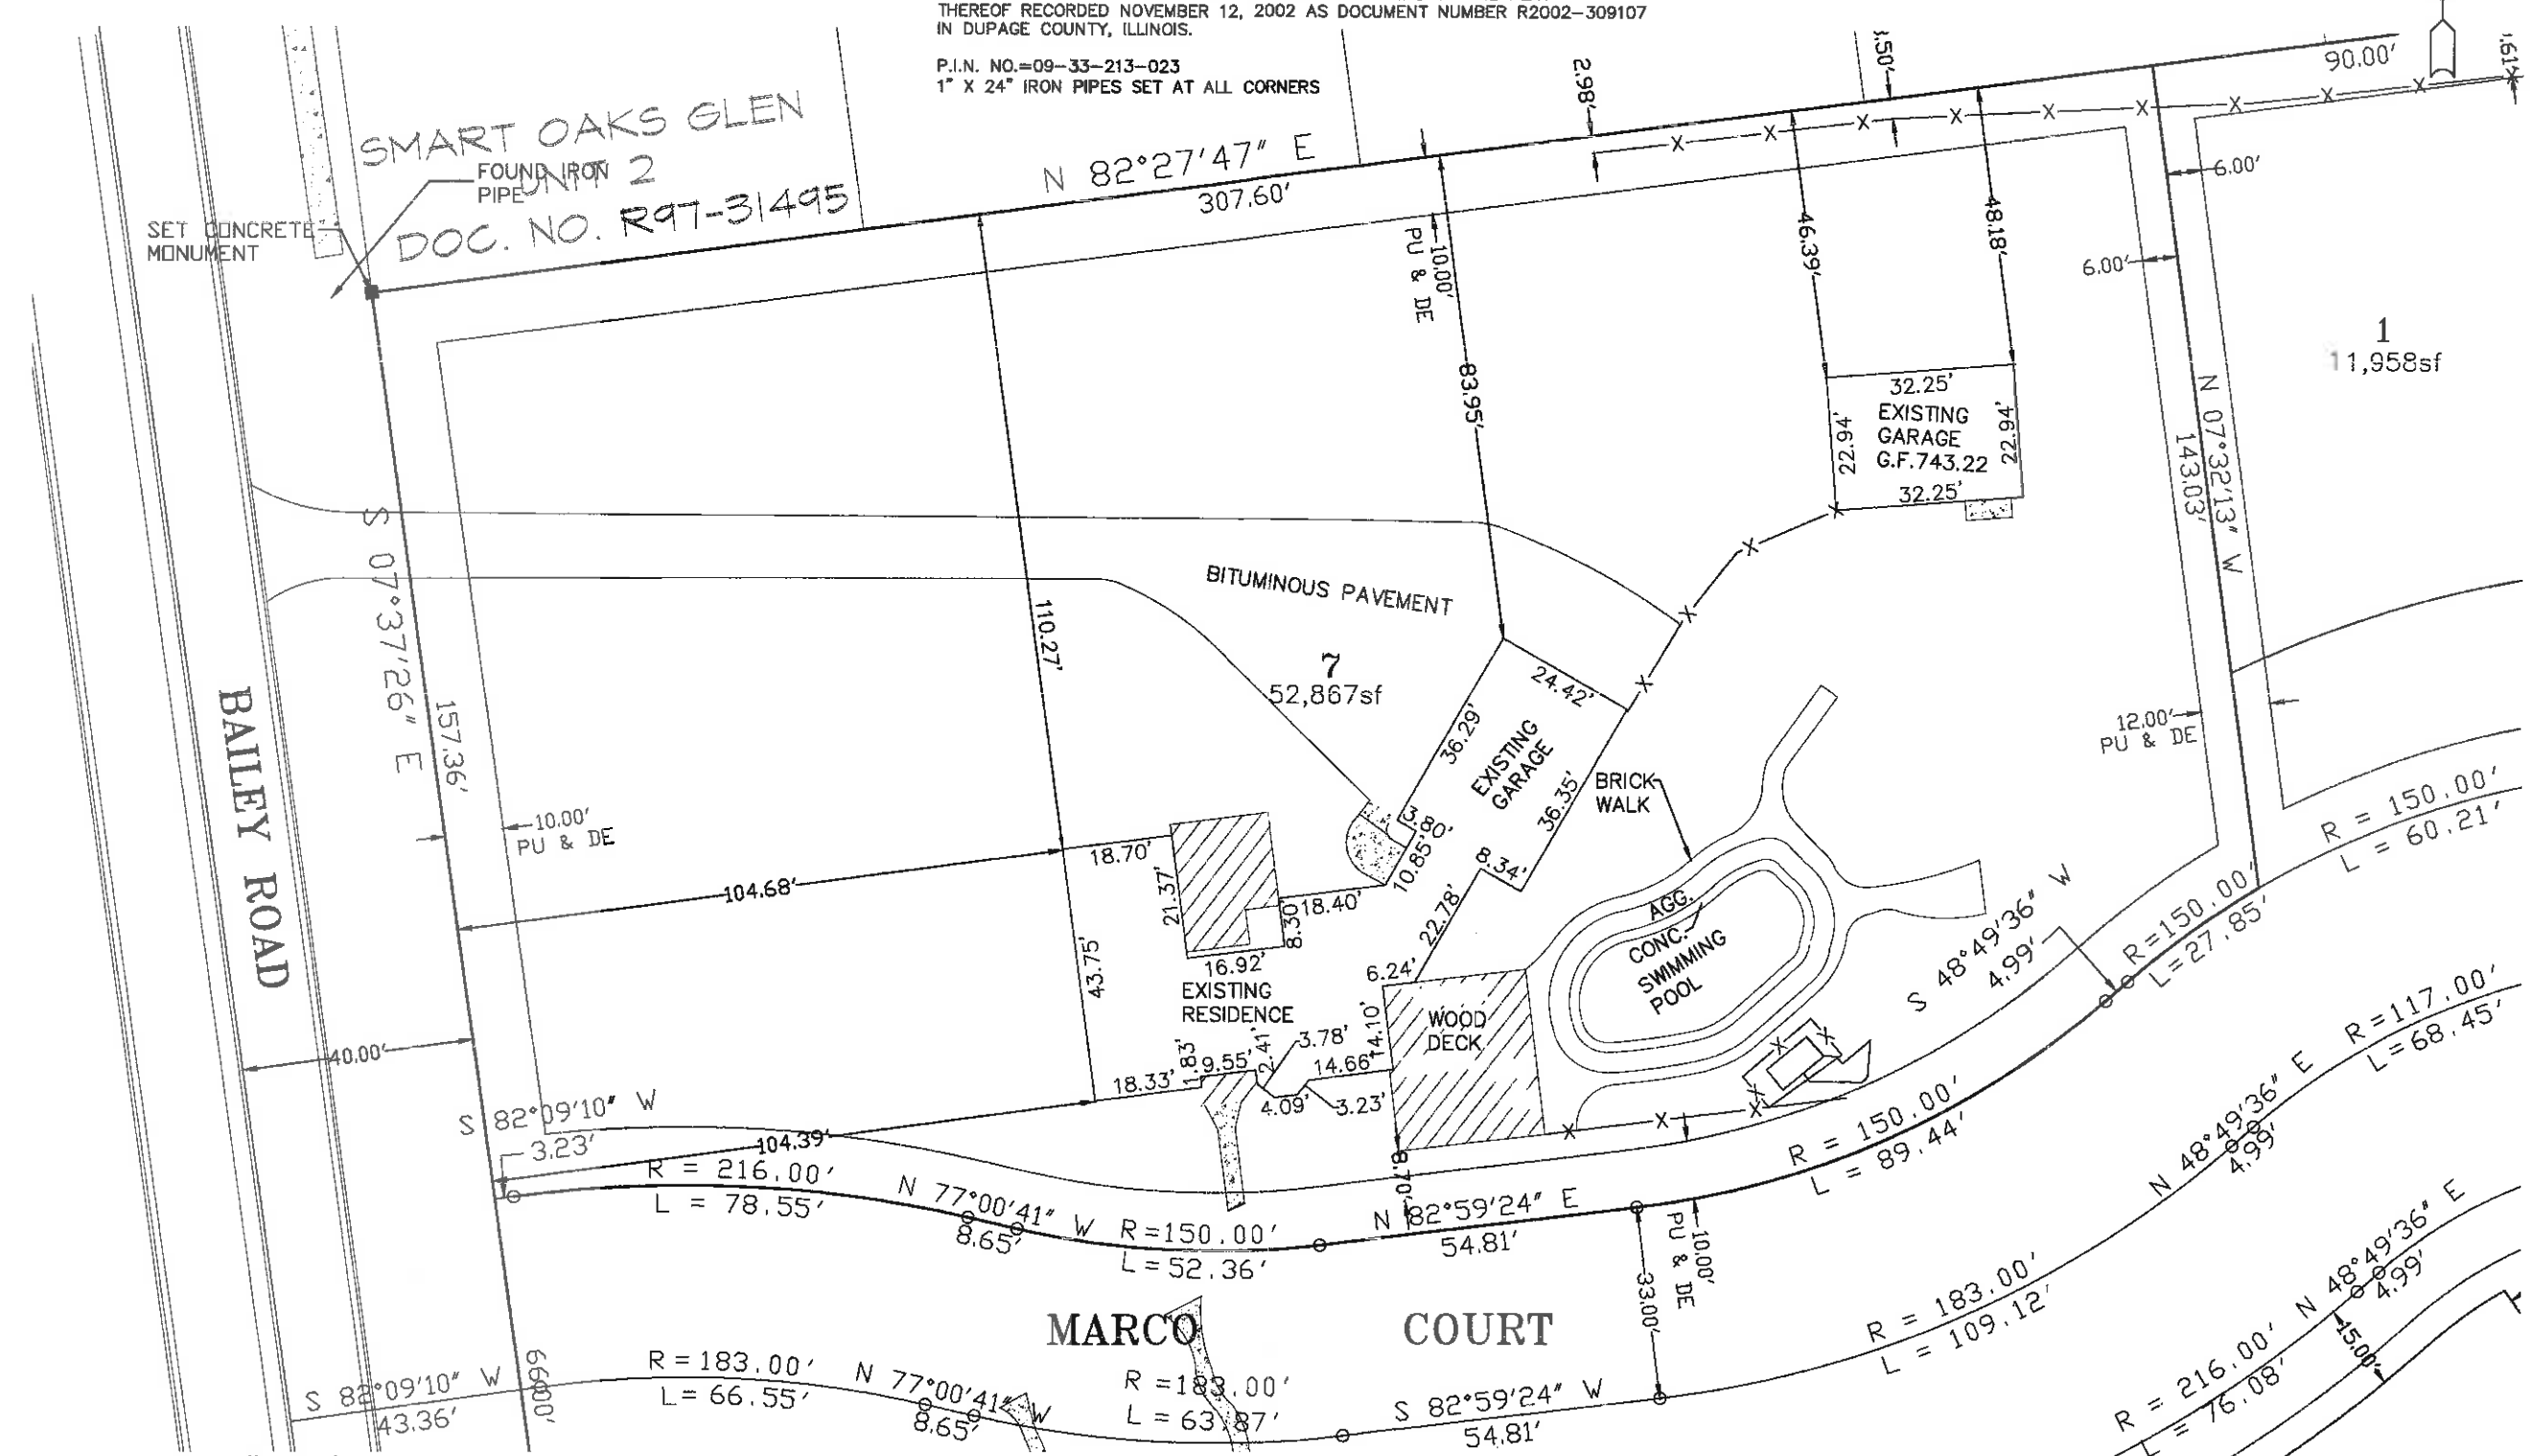 THEREOF RECORDED NOVEMBER 12, 2002 AS DOCUMENT NUMBER R2002-309107
IN DUPAGE COUNTY, ILLINOIS.
P.I.N. NO.=09-33-213-023
1" X 24" IRON PIPES SET AT ALL CORNERS
SMART OAKS GLEN
UNIT 2
DOC. NO. R97-31495
FOUND IRON
PIPE
SET CONCRETE
MONUMENT
N 82°27'47" E
307.60'
2.98'
90.00'
6.00'
6.00'
10.00'
PU & DE
83.95'
46.39'
48.18'
32.25'
EXISTING
GARAGE
G.F.743.22
32.25'
22.94'
22.94'
N 07°32'13" W
143.03'
1
11,958sf
S 07°37'26" E
157.36'
BAILEY ROAD
110.27'
BITUMINOUS PAVEMENT
7
52,867sf
24.42'
36.29'
EXISTING
GARAGE
36.35'
3.80'
10.85'
8.34'
22.78'
BRICK
WALK
12.00'
PU & DE
10.00'
PU & DE
18.70'
104.68'
21.37'
8.30'
18.40'
16.92'
EXISTING
RESIDENCE
43.75'
6.24'
14.10'
WOOD
DECK
AGG.
CONC.
SWIMMING
POOL
40.00'
18.33'
1.83'
9.55'
2.41'
3.78'
14.66'
4.09'
3.23'
S 82°09'10" W
3.23'
104.39'
R = 216.00'
L = 78.55'
N 77°00'41" W
8.65'
R=150.00'
L=52.36'
8.70'
N 82°59'24" E
54.81'
R = 150.00'
L = 89.44'
S 48°49'36" W
4.99'
R=150.00'
L=27.85'
R = 150.00'
L = 60.21'
R=117.00'
L=68.45'
N 48°49'36" E
4.99'
10.00'
PU & DE
33.00'
MARCO COURT
R = 183.00'
L = 109.12'
N 48°49'36" E
4.99'
R = 216.00'
L = 76.08'
15.00'
S 82°09'10" W
43.36'
66.00'
R=183.00'
L=66.55'
N 77°00'41" W
8.65'
R=183.00'
L=63.87'
S 82°59'24" W
54.81'